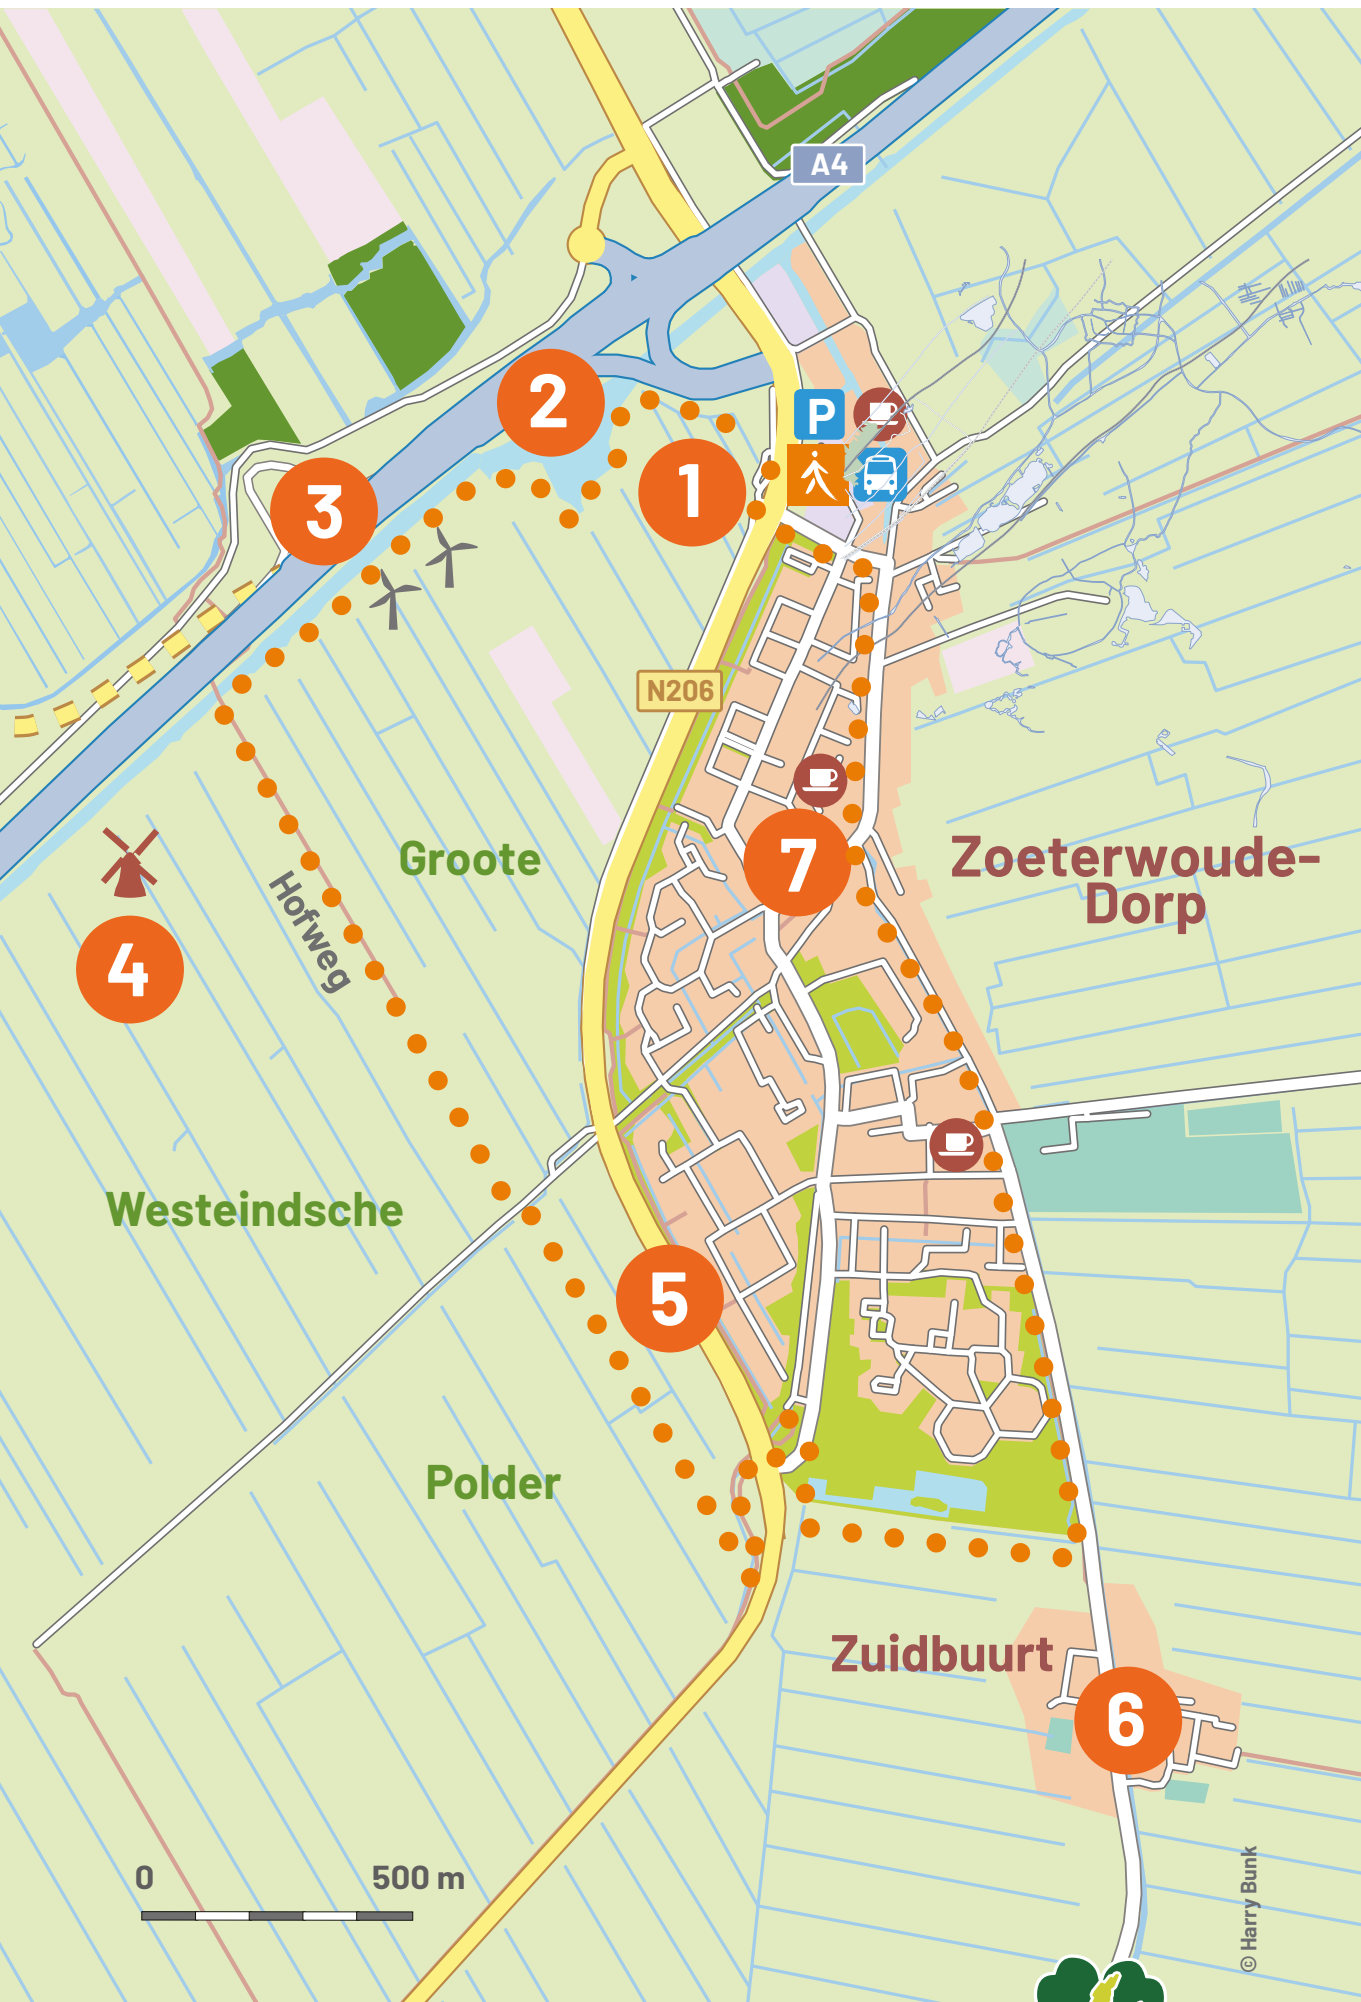 A4
2
P
1
3
N206
Groote
7
Zoeterwoude-
Dorp
Hofweg
4
Westeindsche
5
Polder
Zuidbuurt
6
0
500 m
© Harry Bunk